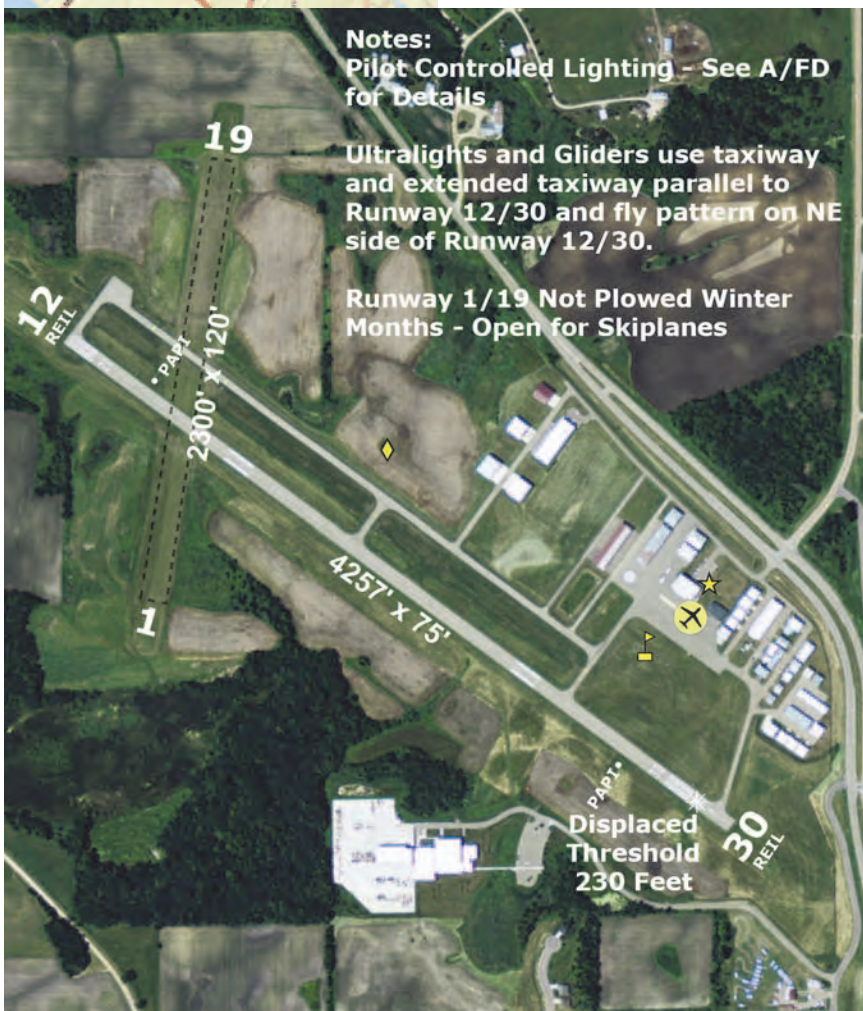 Notes:
Pilot Controlled Lighting - See A/FD
for Details
Ultralights and Gliders use taxiway
and extended taxiway parallel to
Runway 12/30 and fly pattern on NE
side of Runway 12/30.
Runway 1/19 Not Plowed Winter
Months - Open for Skiplanes
19
12
REIL
PAPI
2300' x 120'
1
4257' x 75'
PAPI
Displaced
Threshold
230 Feet
30
REIL